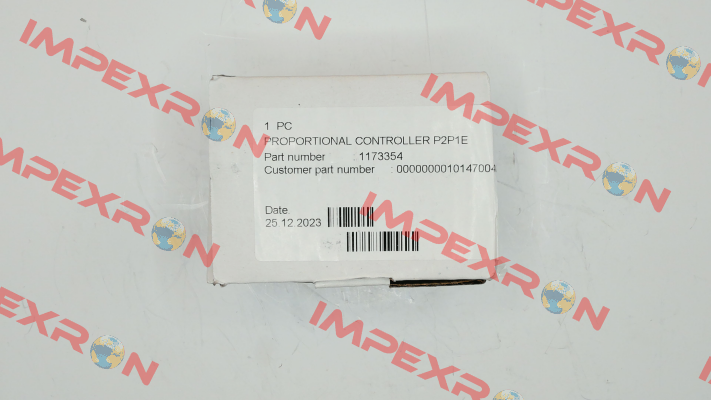 1 PC
PROPORTIONAL CONTROLLER P2P1E
Part number : 1173354
Customer part number : 0000000010147004
Date.
25.12.2023
IMPEXRON
IMPEXRON
IMPEXRON
IMPEXRON
IMPEXRON
IMPEXRON
IMPEXRON